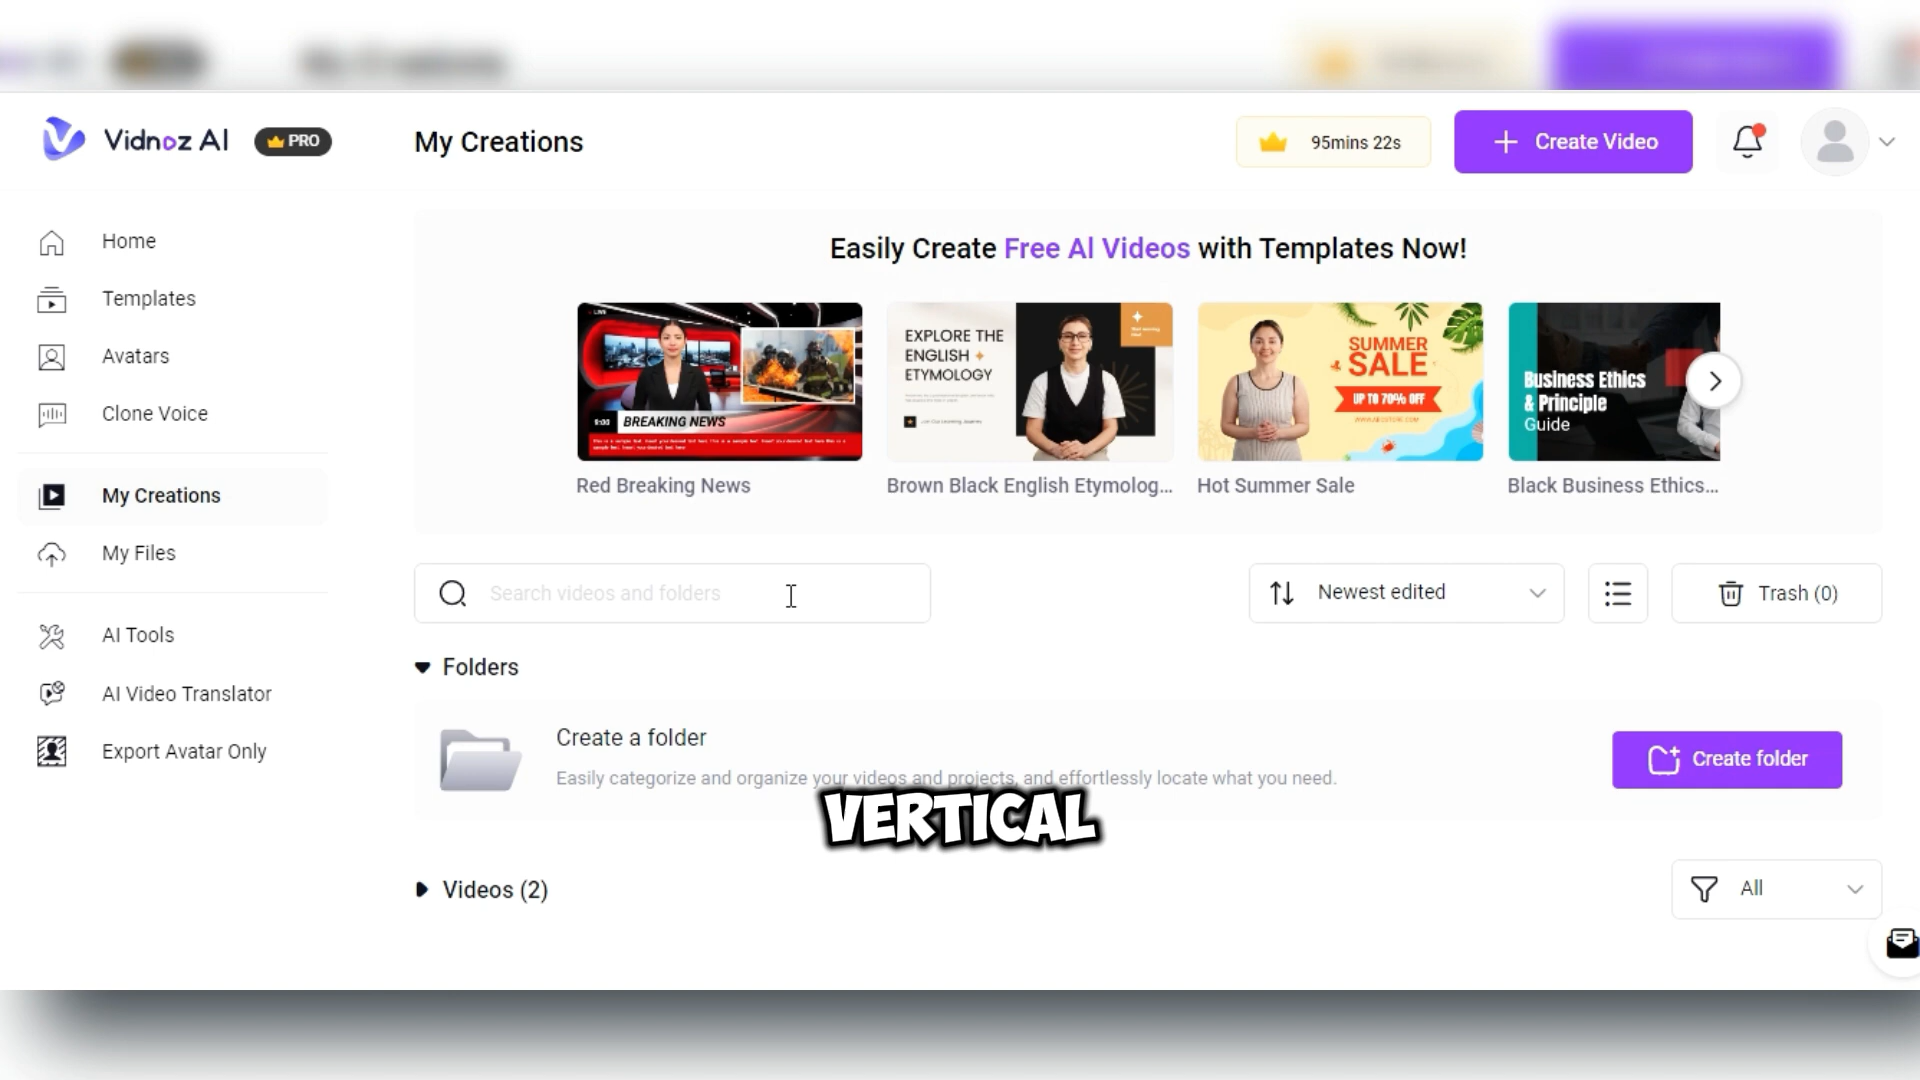 Vidnoz AI
PRO
My Creations
95mins 22s
Create Video
Home
Templates
Avatars
Clone Voice
My Creations
My Files
AI Tools
AI Video Translator
Export Avatar Only
Easily Create Free AI Videos with Templates Now!
LIVE
9:00 BREAKING NEWS
Red Breaking News
EXPLORE THE
ENGLISH
ETYMOLOGY
Brown Black English Etymolog...
SUMMER
SALE
UP TO 70% OFF
Hot Summer Sale
Business Ethics
& Principle
Guide
Black Business Ethics...
Search videos and folders
Newest edited
Trash (0)
Folders
Create a folder
Easily categorize and organize your videos and projects, and effortlessly locate what you need.
Create folder
VERTICAL
Videos (2)
All